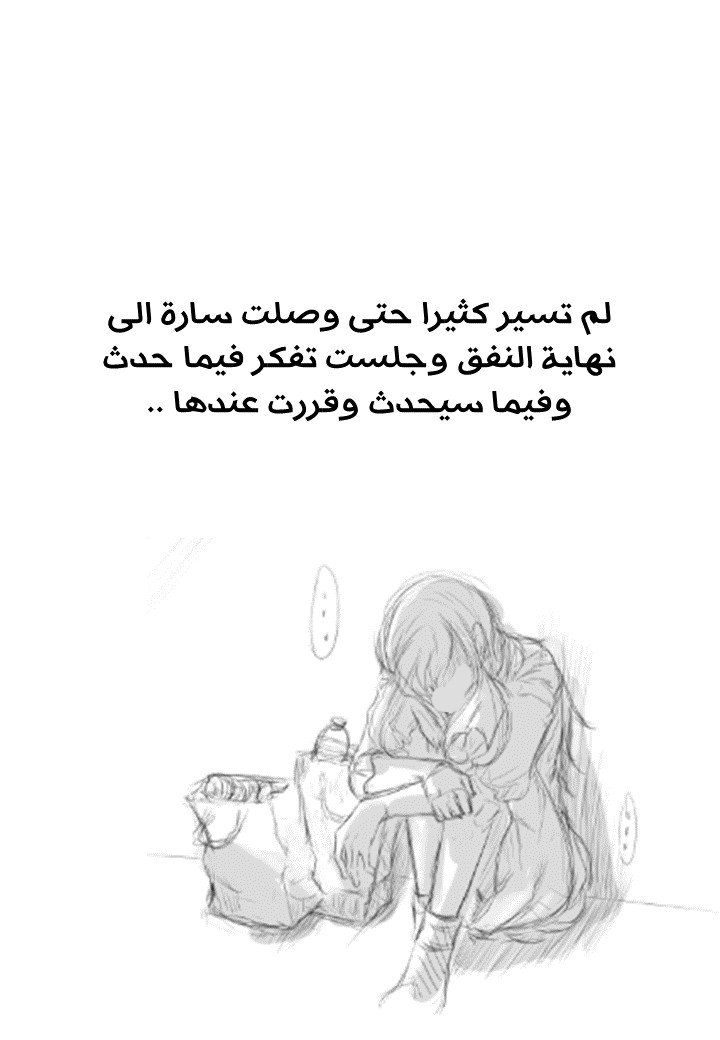 لم تسير كثيرا حتى وصلت سارة الى
نهاية النفق وجلست تفكر فيما حدث
وفيما سيحدث وقررت عندها ..